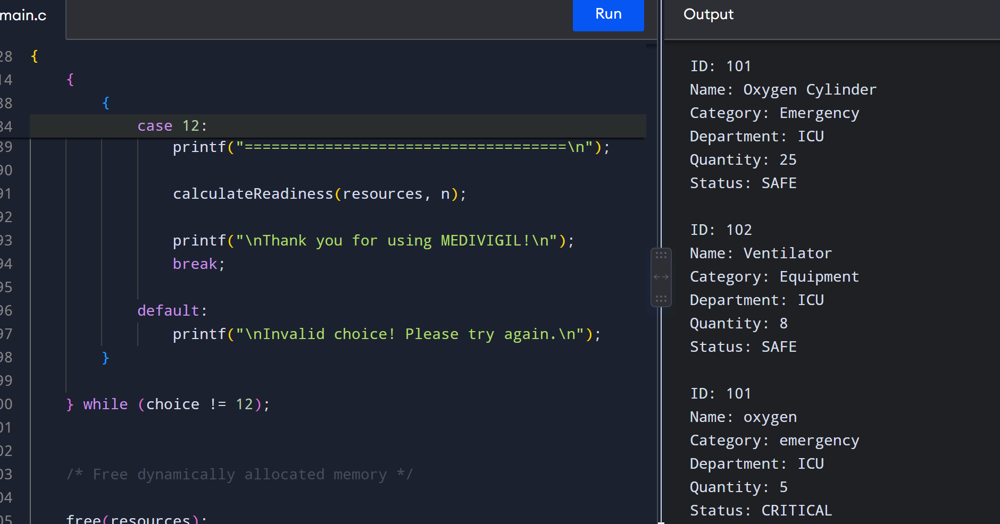 main.c
Run
28 {
14 {
38 {
84 case 12:
89 printf("====================================\n");
90
91 calculateReadiness(resources, n);
92
93 printf("\nThank you for using MEDIVIGIL!\n");
94 break;
95
96 default:
97 printf("\nInvalid choice! Please try again.\n");
98 }
99
00 } while (choice != 12);
01
02
03 /* Free dynamically allocated memory */
04
05 free(resources);
Output
ID: 101
Name: Oxygen Cylinder
Category: Emergency
Department: ICU
Quantity: 25
Status: SAFE
ID: 102
Name: Ventilator
Category: Equipment
Department: ICU
Quantity: 8
Status: SAFE
ID: 101
Name: oxygen
Category: emergency
Department: ICU
Quantity: 5
Status: CRITICAL